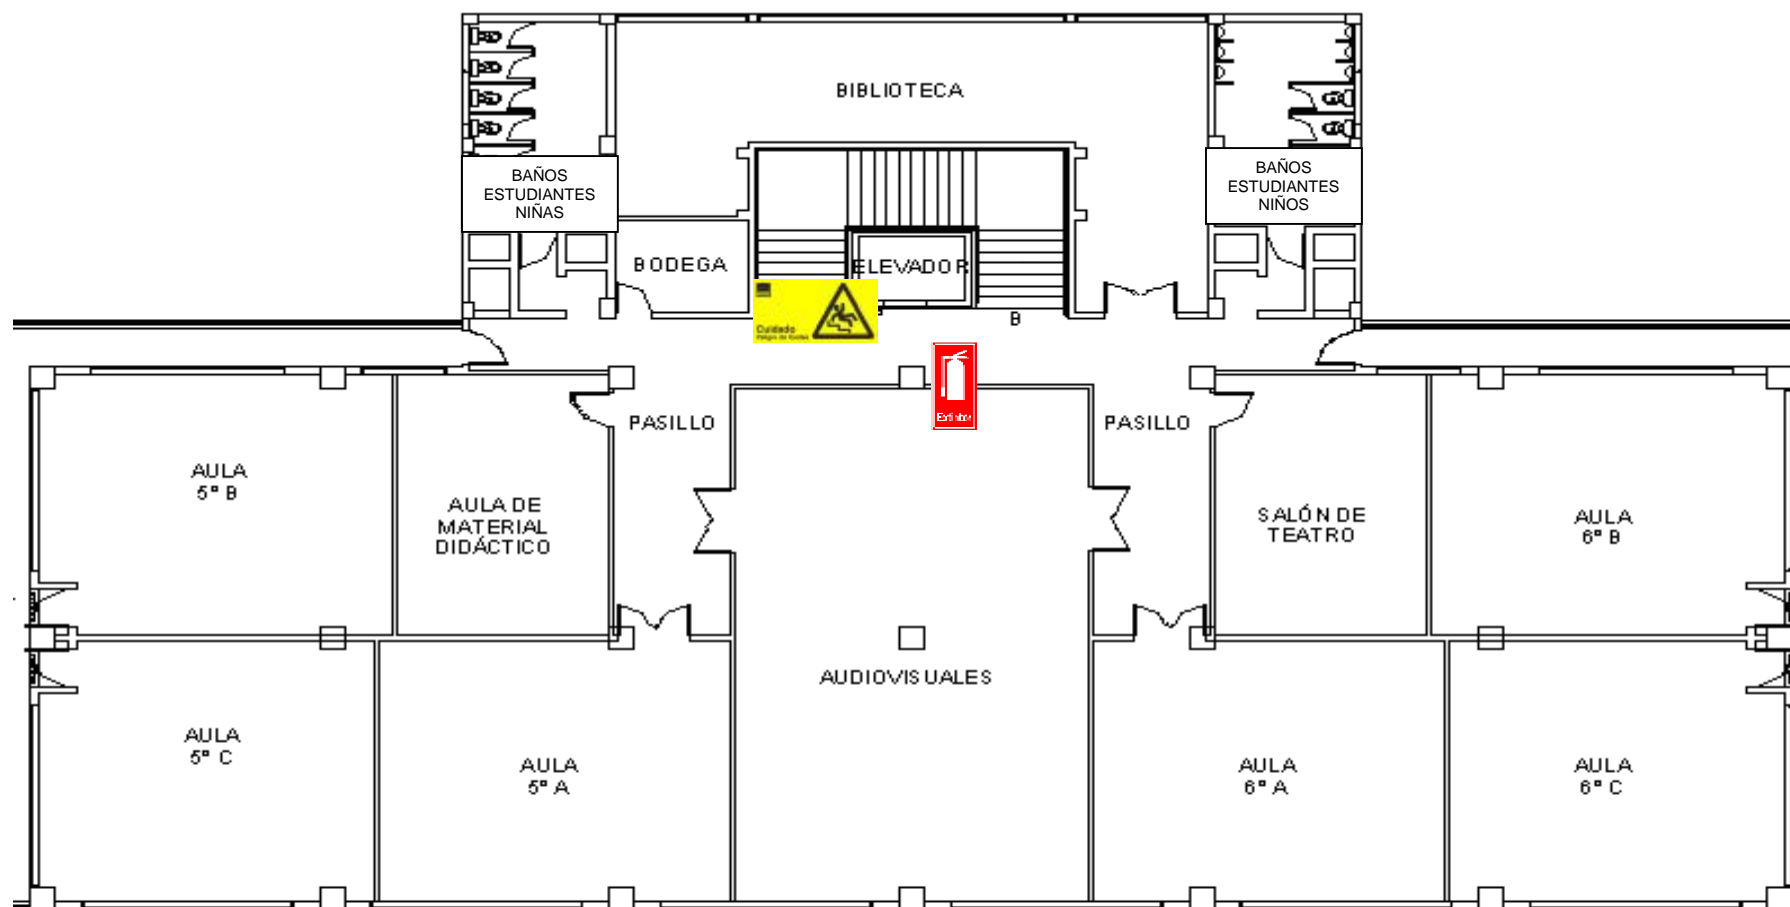 BIBLIOTECA
BAÑOS
ESTUDIANTES
NIÑAS
BAÑOS
ESTUDIANTES
NIÑOS
BODEGA
ELEVADOR
Cuidado
B
Extintor
PASILLO
PASILLO
AULA
5° B
AULA DE
MATERIAL
DIDÁCTICO
SALÓN DE
TEATRO
AULA
6° B
AUDIOVISUALES
AULA
5° C
AULA
5° A
AULA
6° A
AULA
6° C